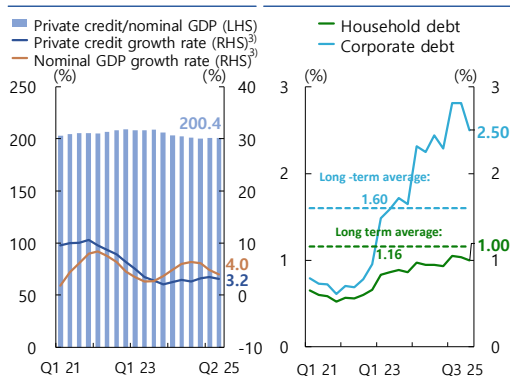 Private credit/nominal GDP (LHS)
Private credit growth rate (RHS)3)
Nominal GDP growth rate (RHS)3)
(%) (%)
250 40
200.4
200 30
150 20
100 10
4.0
3.2
50 0
0 -10
Q1 21 Q1 23 Q2 25
Household debt
Corporate debt
(%) (%)
3 3
2.50
2 2
Long -term average:
1.60
Long term average:
1.16
1.00
1 1
0 0
Q1 21 Q1 23 Q3 25